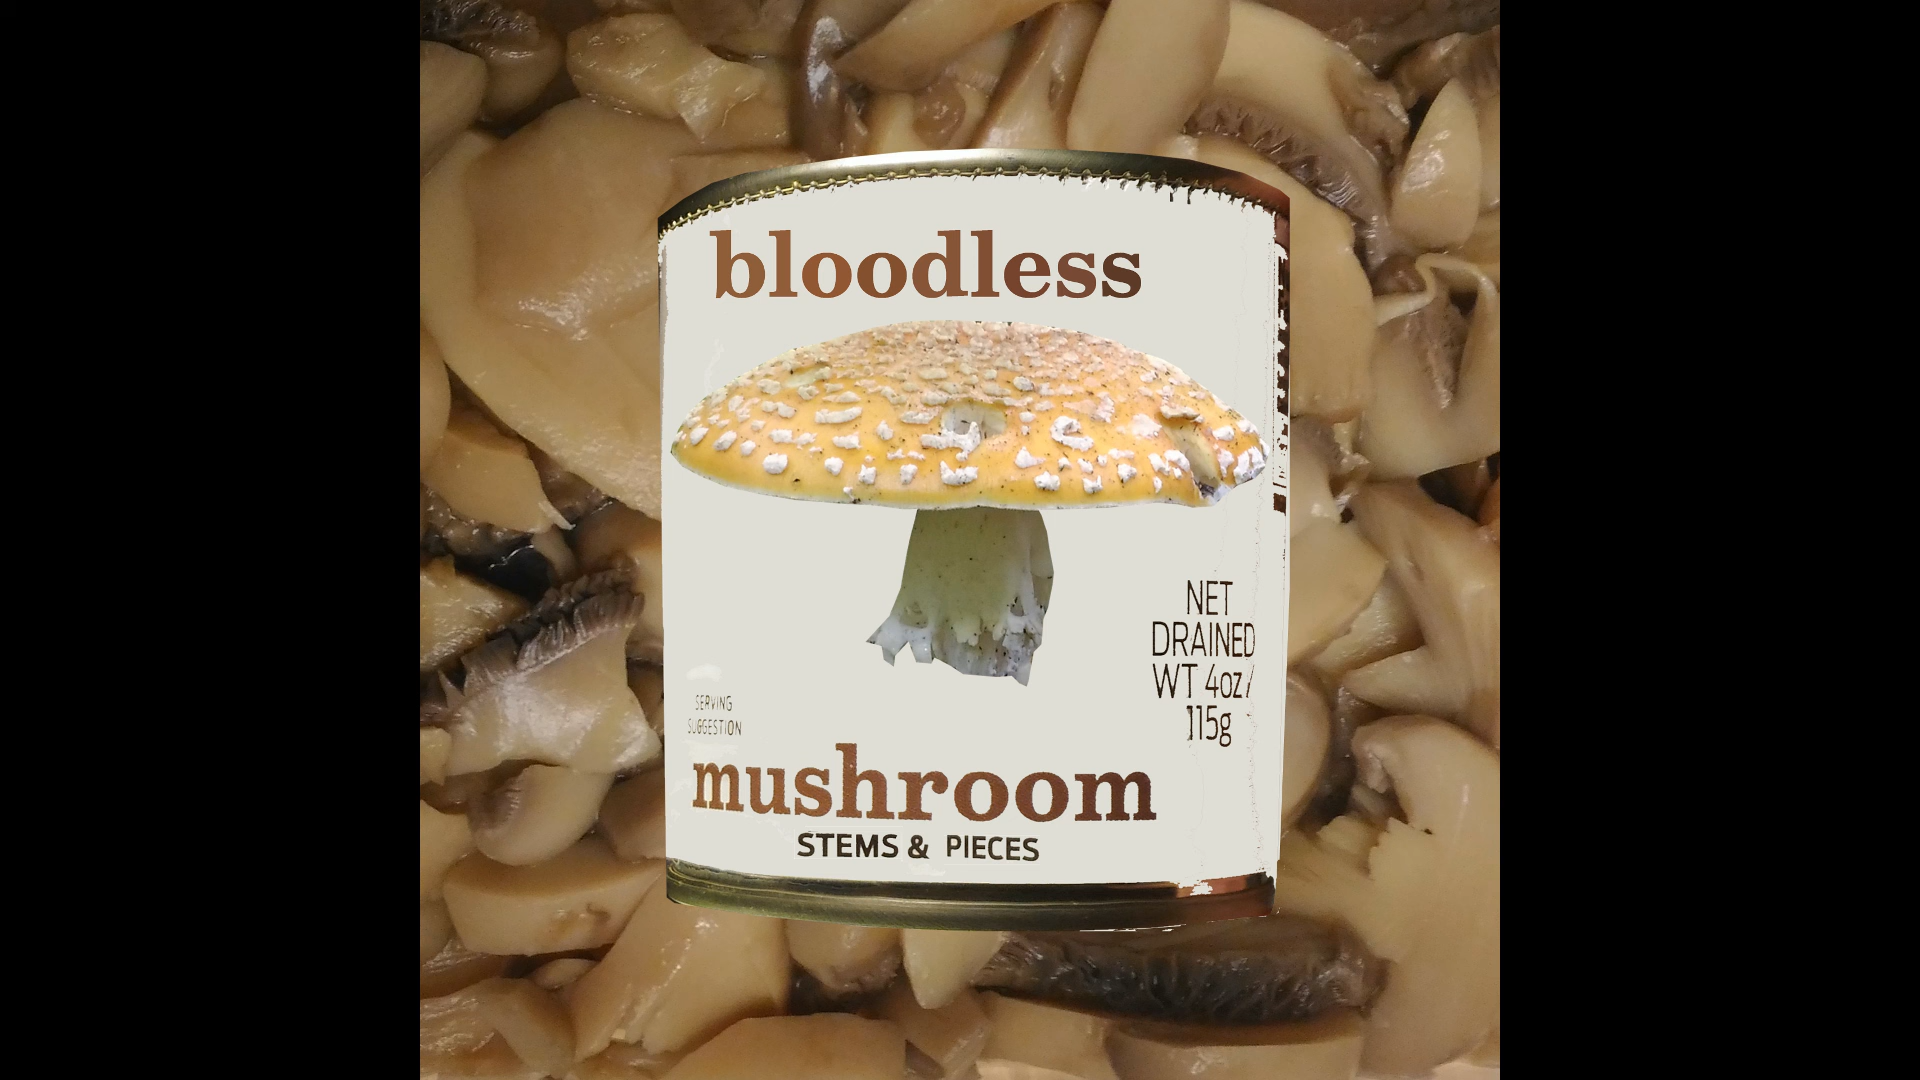 bloodless
NET
DRAINED
WT 4oz/
115g
SERVING
SUGGESTION
mushroom
STEMS & PIECES